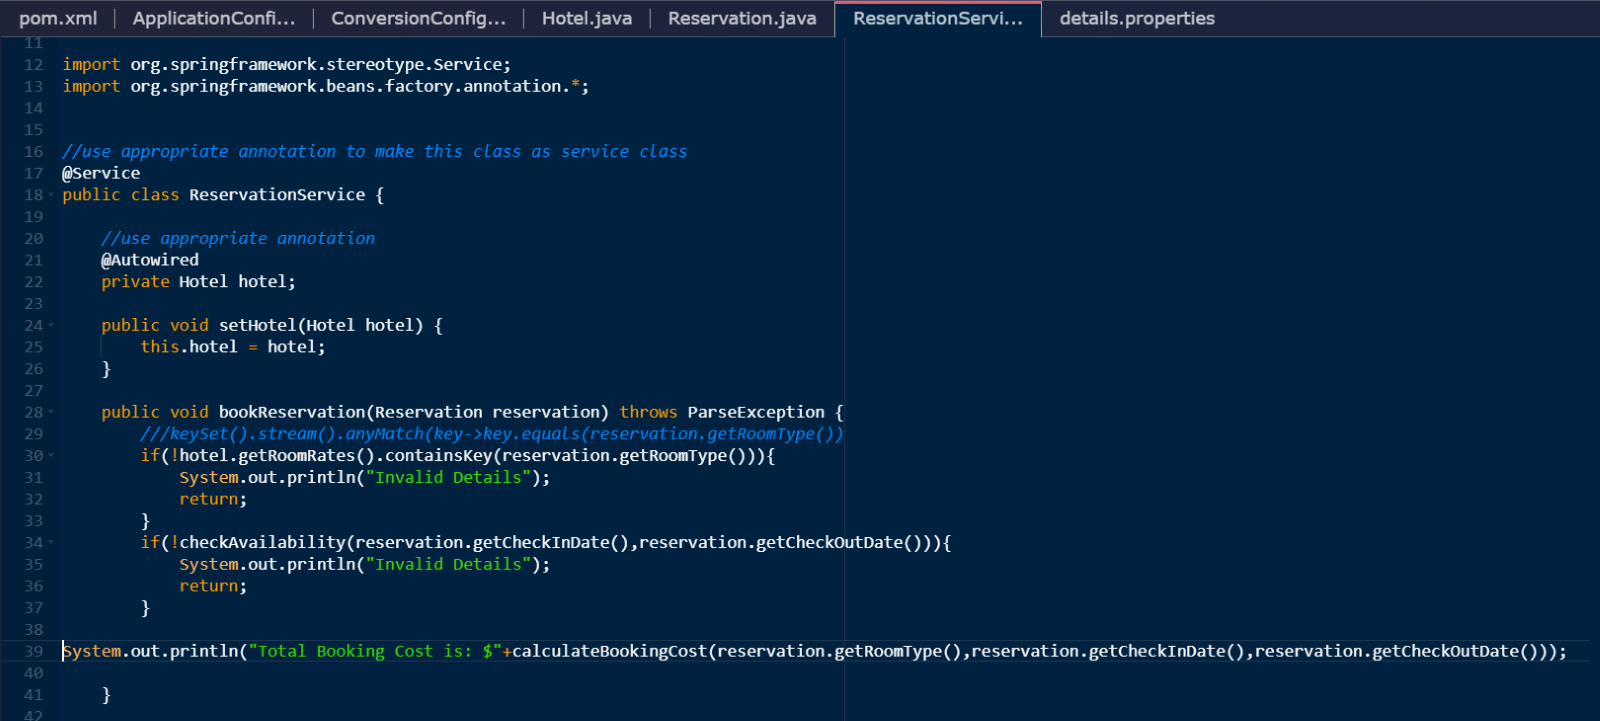 pom.xml ApplicationConfi... ConversionConfig... Hotel.java Reservation.java ReservationServi... details.properties
11
12 import org.springframework.stereotype.Service;
13 import org.springframework.beans.factory.annotation.*;
14
15
16 //use appropriate annotation to make this class as service class
17 @Service
18 public class ReservationService {
19
20 //use appropriate annotation
21 @Autowired
22 private Hotel hotel;
23
24 public void setHotel(Hotel hotel) {
25 this.hotel = hotel;
26 }
27
28 public void bookReservation(Reservation reservation) throws ParseException {
29 ///keySet().stream().anyMatch(key->key.equals(reservation.getRoomType())
30 if(!hotel.getRoomRates().containsKey(reservation.getRoomType())){
31 System.out.println("Invalid Details");
32 return;
33 }
34 if(!checkAvailability(reservation.getCheckInDate(),reservation.getCheckOutDate())){
35 System.out.println("Invalid Details");
36 return;
37 }
38
39 System.out.println("Total Booking Cost is: $"+calculateBookingCost(reservation.getRoomType(),reservation.getCheckInDate(),reservation.getCheckOutDate()));
40
41 }
42